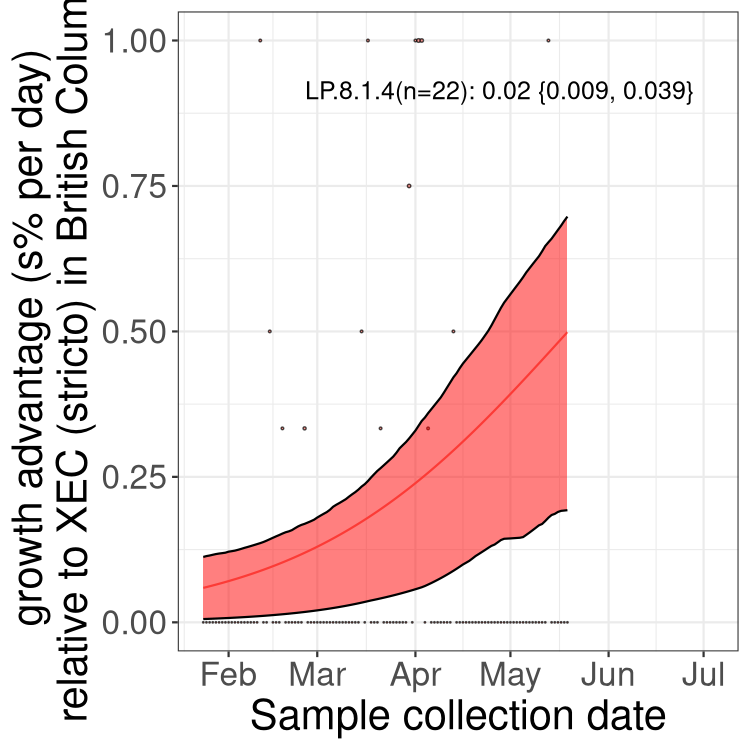 growth advantage (s% per day)
relative to XEC (stricto) in British Colum
1.00
0.75
0.50
0.25
0.00
LP.8.1.4(n=22): 0.02 {0.009, 0.039}
Feb Mar Apr May Jun Jul
Sample collection date